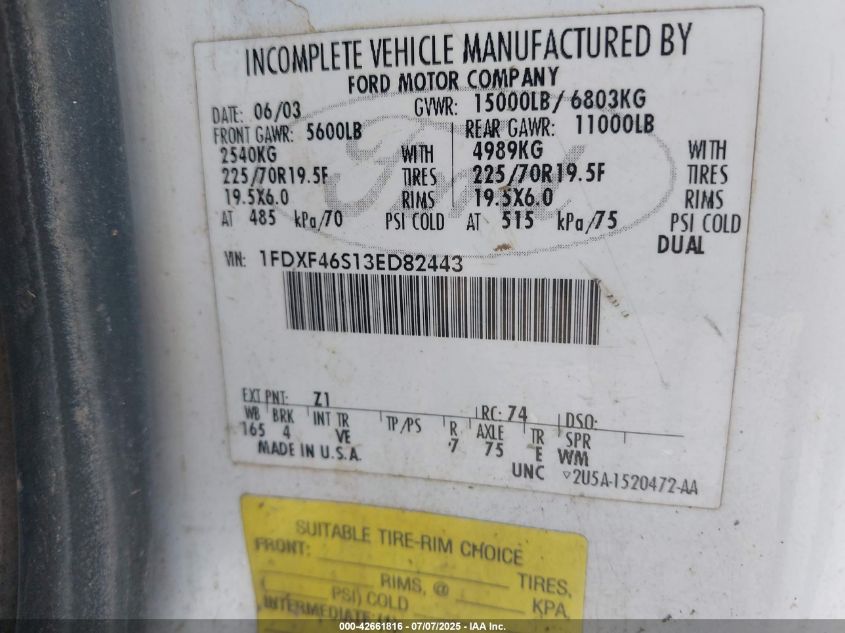 INCOMPLETE VEHICLE MANUFACTURED BY
FORD MOTOR COMPANY
DATE: 06/03 GVWR: 15000LB/ 6803KG
FRONT GAWR: 5600LB REAR GAWR: 11000LB
2540KG WITH 4989KG WITH
225/70R19.5F TIRES 225/70R19.5F TIRES
19.5X6.0 RIMS 19.5X6.0 RIMS
AT 485 kPa/70 PSI COLD AT 515 kPa/75 PSI COLD
DUAL
VIN: 1FDXF46S13ED82443
Ford
EXT PNT: Z1 RC: 74 DSO:
WB BRK INT TR TP/PS R AXLE TR SPR
165 4 VE 7 75 E WM
MADE IN U.S.A. UNC ▽2U5A-1520472-AA
SUITABLE TIRE-RIM CHOICE
FRONT:
TIRES,
RIMS, @
PSI) COLD KPA,
INTERMEDIATE
000-42661816 - 07/07/2025 - IAA Inc.